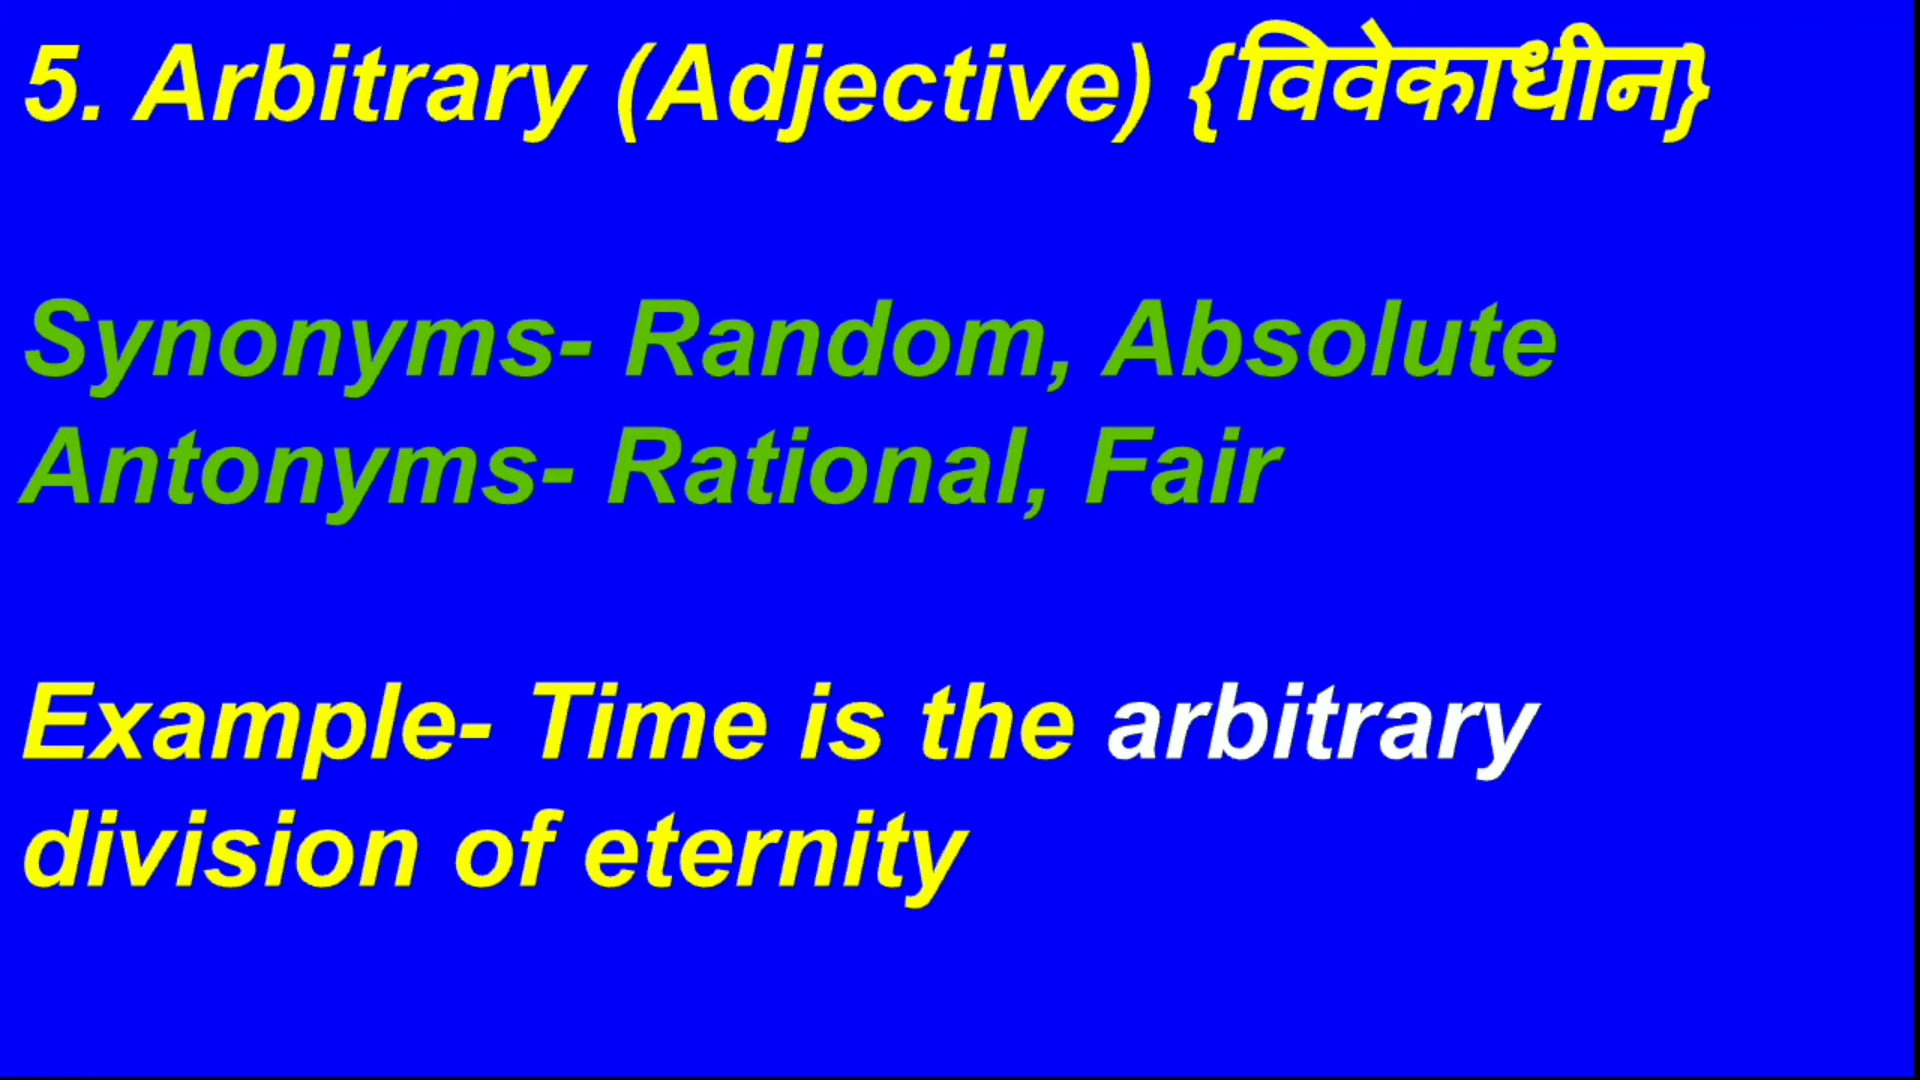 5. Arbitrary (Adjective) {विवेकाधीन}
Synonyms- Random, Absolute
Antonyms- Rational, Fair
Example- Time is the arbitrary
division of eternity